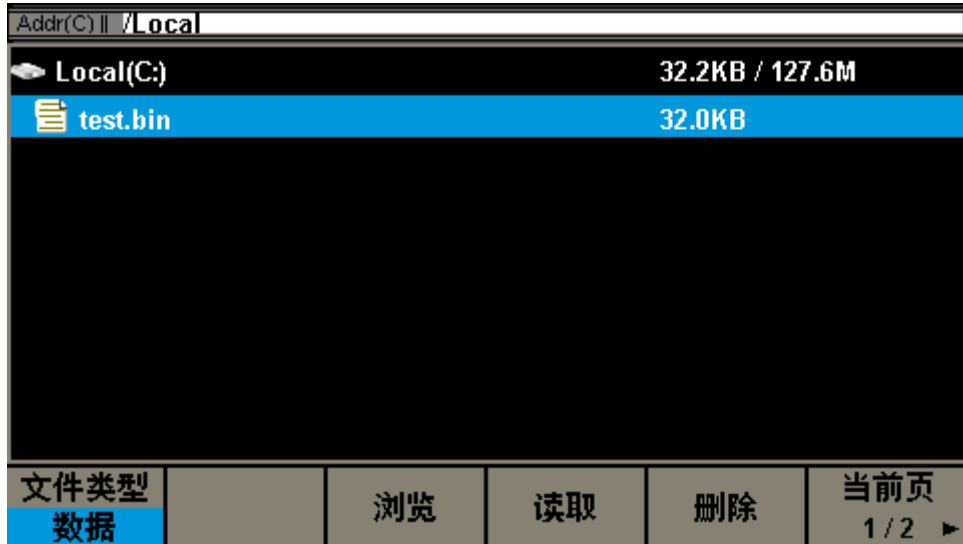 Addr(C) || /Local
Local(C:) 32.2KB / 127.6M
test.bin 32.0KB
文件类型 浏览 读取 删除 当前页
数据 1/2 ►